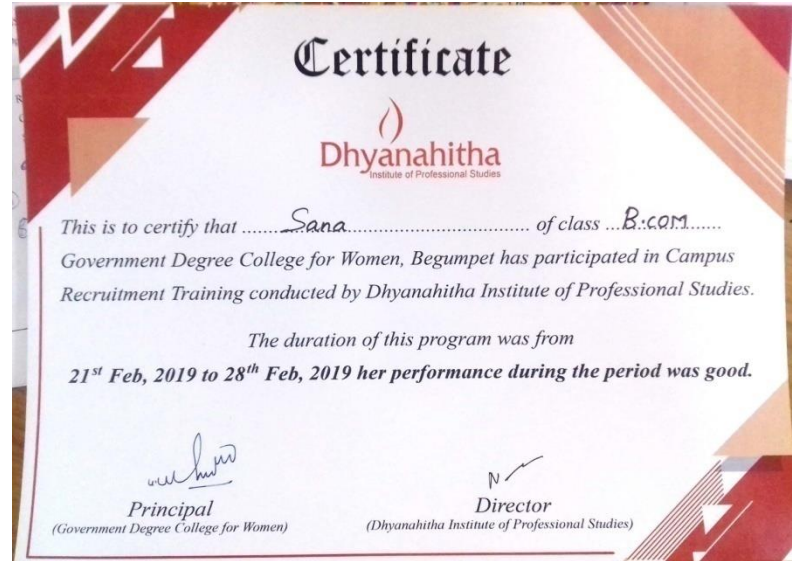 Certificate
Dhyanahitha
Institute of Professional Studies
This is to certify that ......Sana.................................. of class ...B.com......
Government Degree College for Women, Begumpet has participated in Campus
Recruitment Training conducted by Dhyanahitha Institute of Professional Studies.
The duration of this program was from
21st Feb, 2019 to 28th Feb, 2019 her performance during the period was good.
Principal
(Government Degree College for Women)
Director
(Dhyanahitha Institute of Professional Studies)